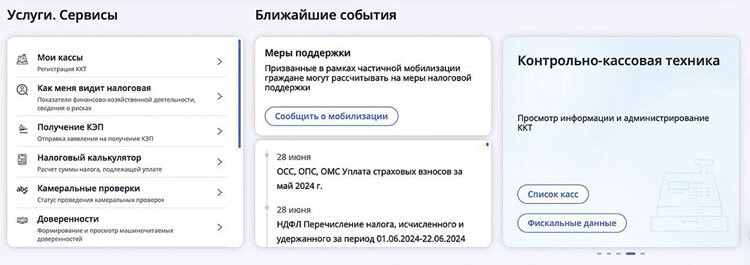 Услуги. Сервисы
Мои кассы
Регистрация ККТ
Как меня видит налоговая
Показатели финансово-хозяйственной деятельности,
сведения о рисках
Получение КЭП
Отправка заявления на получение КЭП
Налоговый калькулятор
Расчет суммы налога, подлежащей уплате
Камеральные проверки
Статус проведения камеральных проверок
Доверенности
Формирование и просмотр машиночитаемых
доверенностей
Ближайшие события
Меры поддержки
Призванные в рамках частичной мобилизации
граждане могут рассчитывать на меры налоговой
поддержки
Сообщить о мобилизации
28 июня
ОСС, ОПС, ОМС Уплата страховых взносов за
май 2024 г.
28 июня
НДФЛ Перечисление налога, исчисленного и
удержанного за период 01.06.2024-22.06.2024
Контрольно-кассовая техника
Просмотр информации и администрирование
ККТ
Список касс
Фискальные данные